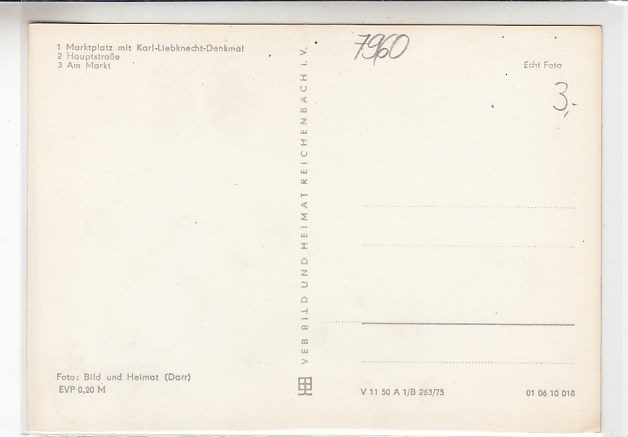 1 Marktplatz mit Karl-Liebknecht-Denkmal
2 Hauptstraße
3 Am Markt
7960
Echt Foto
3,-
VEB BILD UND HEIMAT REICHENBACH i. V.
Foto: Bild und Heimat (Darr)
EVP 0,20 M
V 11 50 A 1/B 263/75
01 06 10 018